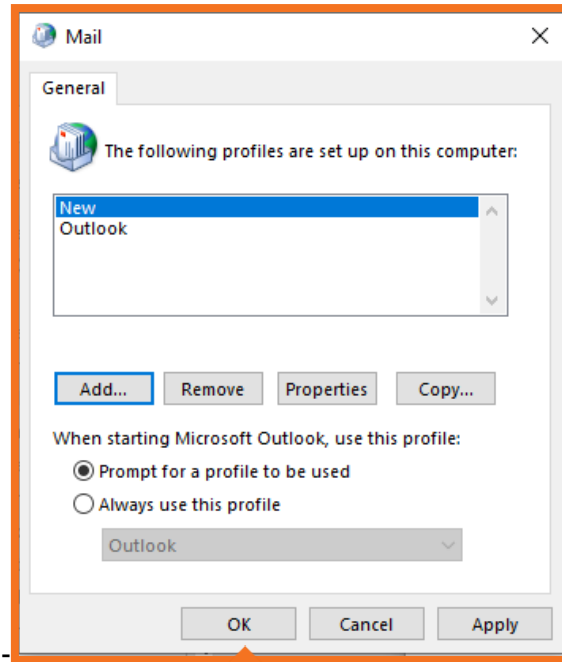 Mail
General
The following profiles are set up on this computer:
New
Outlook
Add... Remove Properties Copy...
When starting Microsoft Outlook, use this profile:
Prompt for a profile to be used
Always use this profile
Outlook
OK Cancel Apply
-